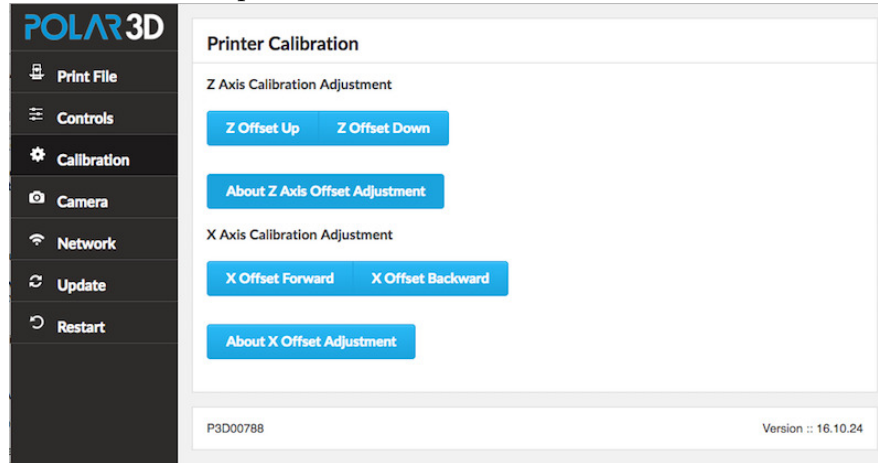 POLAR3D
Print File
Controls
Calibration
Camera
Network
Update
Restart
Printer Calibration
Z Axis Calibration Adjustment
Z Offset Up Z Offset Down
About Z Axis Offset Adjustment
X Axis Calibration Adjustment
X Offset Forward X Offset Backward
About X Offset Adjustment
P3D00788 Version :: 16.10.24